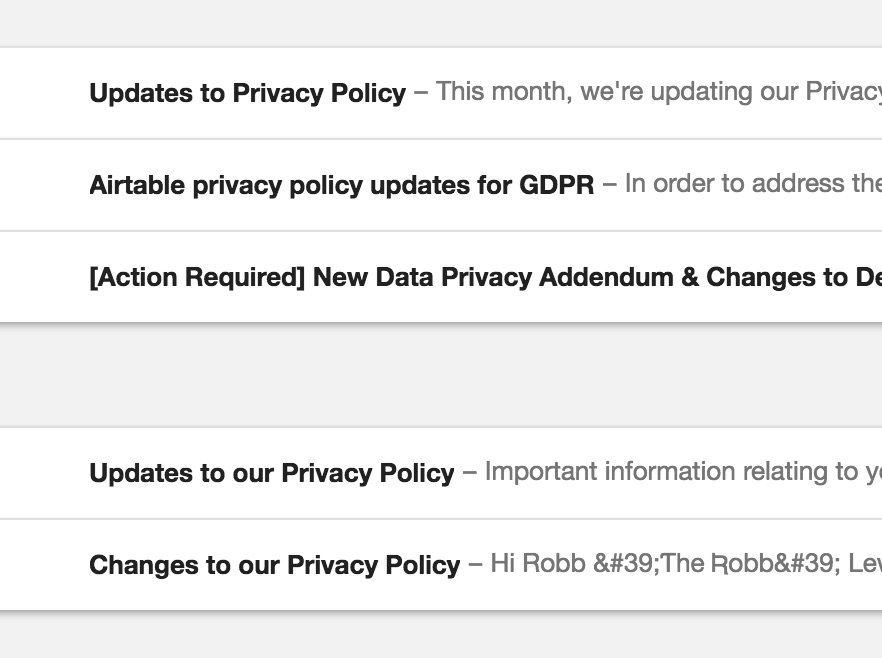 Updates to Privacy Policy – This month, we're updating our Privacy
Airtable privacy policy updates for GDPR – In order to address the
[Action Required] New Data Privacy Addendum & Changes to De
Updates to our Privacy Policy – Important information relating to yo
Changes to our Privacy Policy – Hi Robb &#39;The Robb&#39; Lev